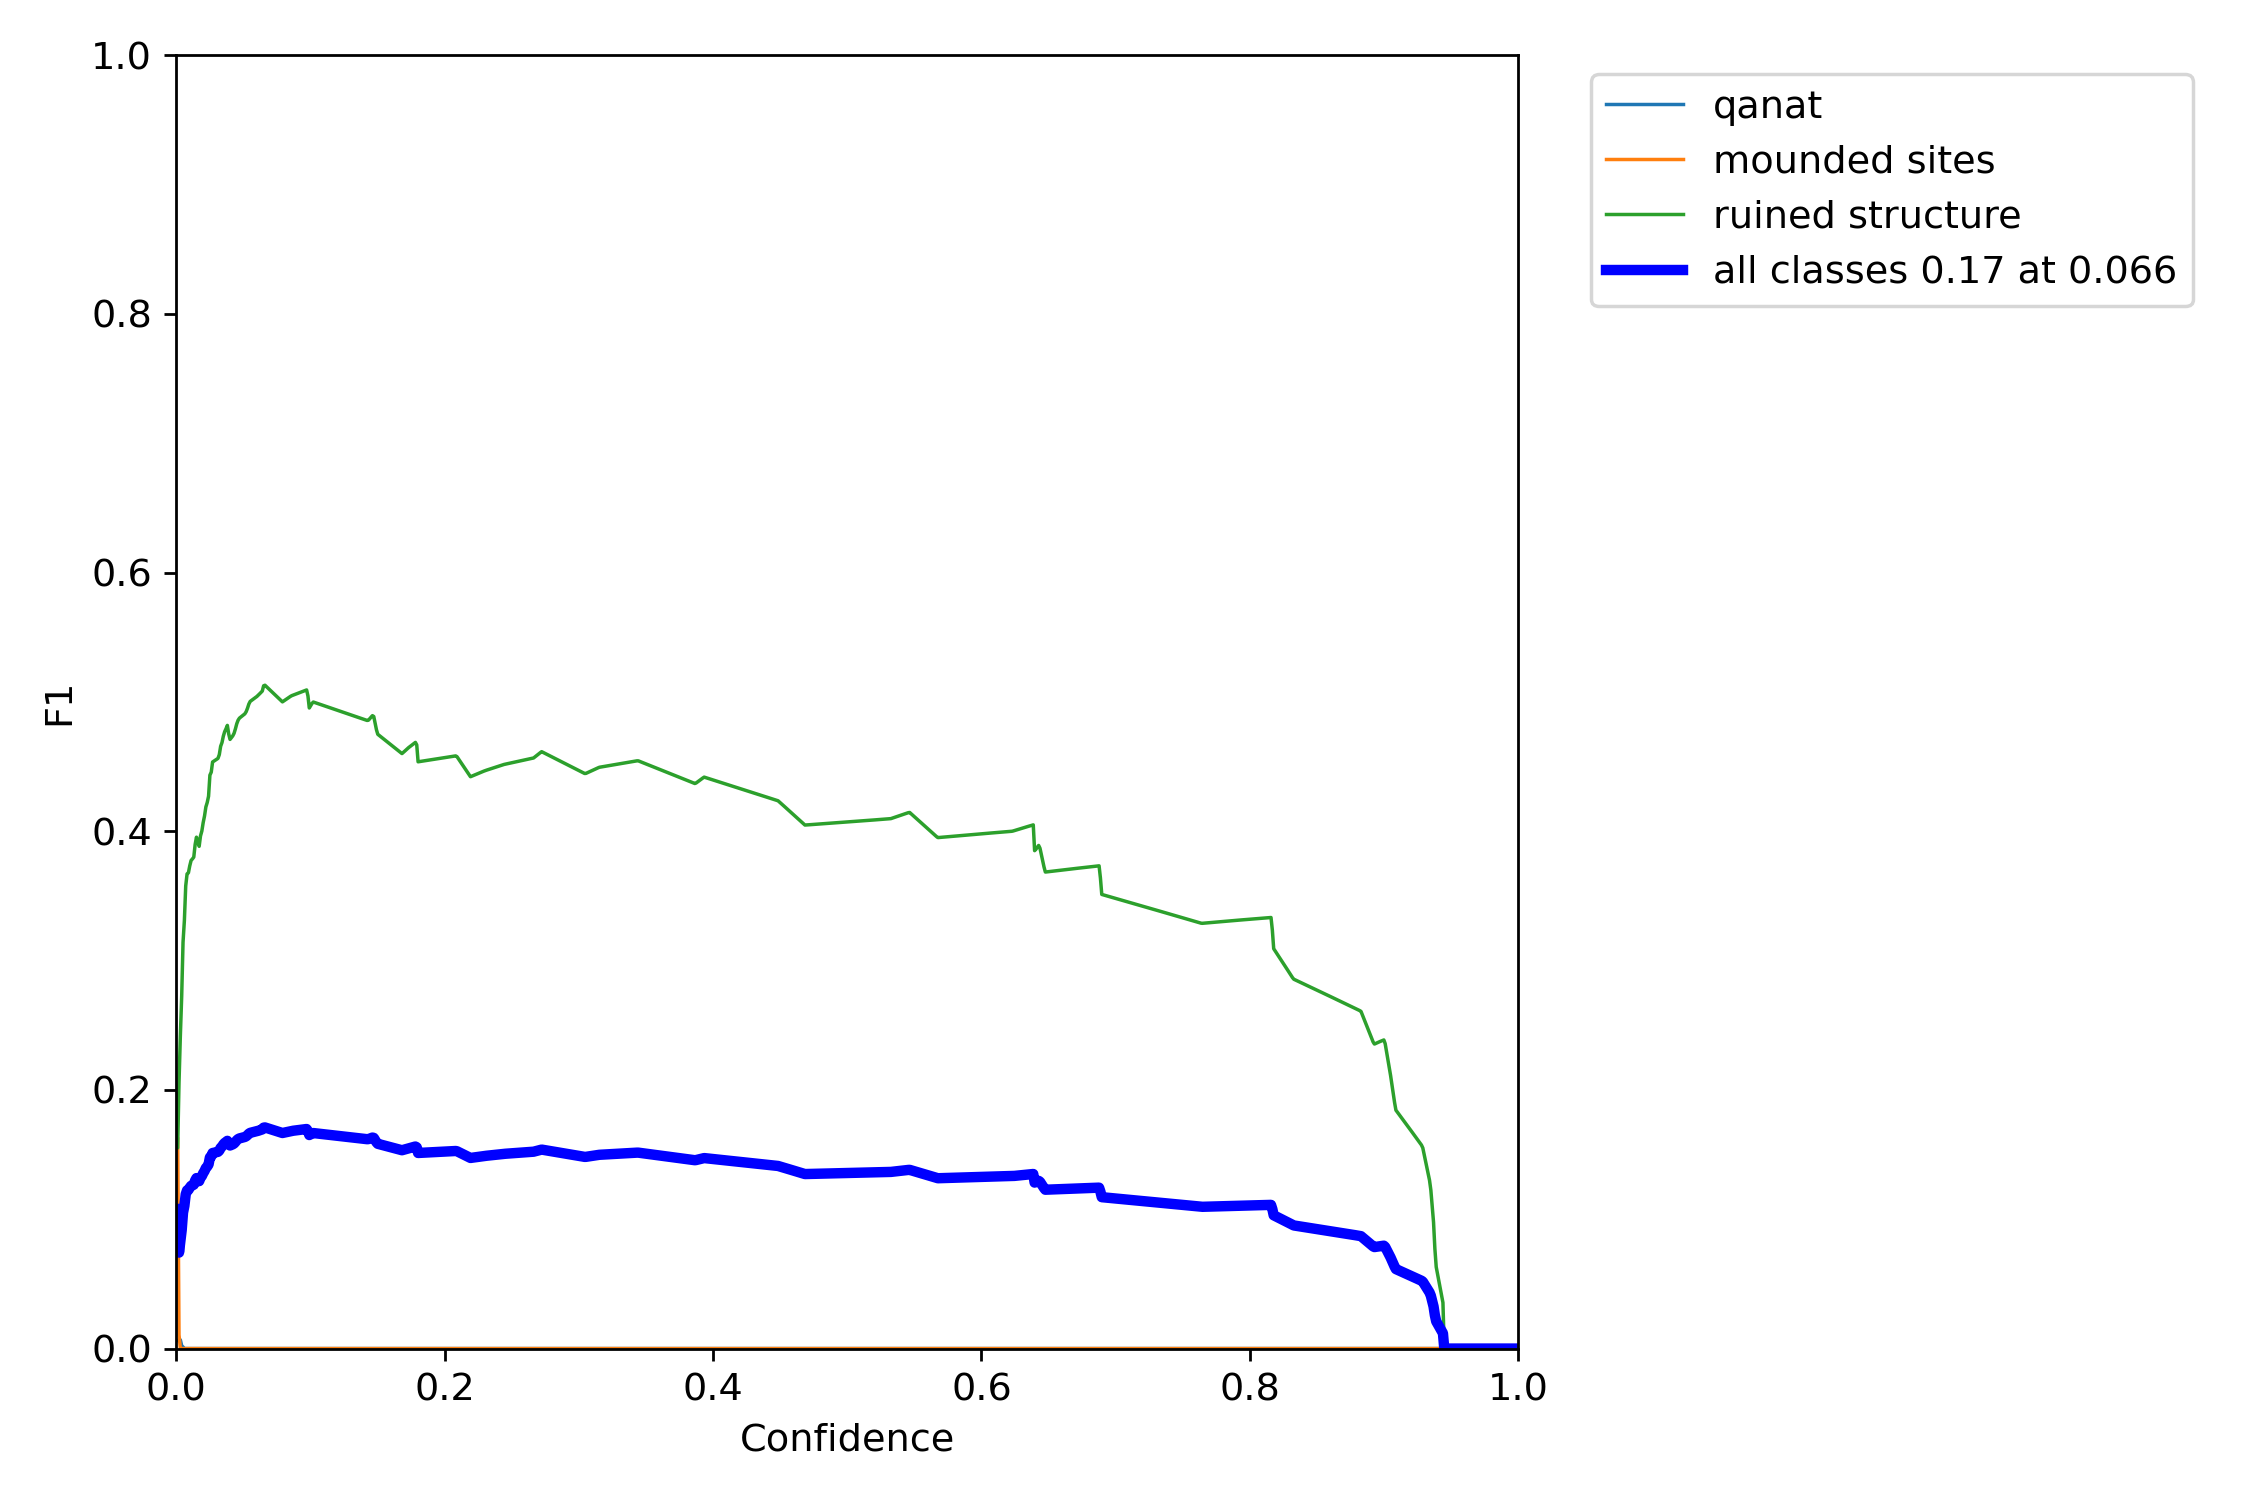 1.0
0.8
0.6
0.4
0.2
0.0
F1
0.0 0.2 0.4 0.6 0.8 1.0
Confidence
qanat
mounded sites
ruined structure
all classes 0.17 at 0.066